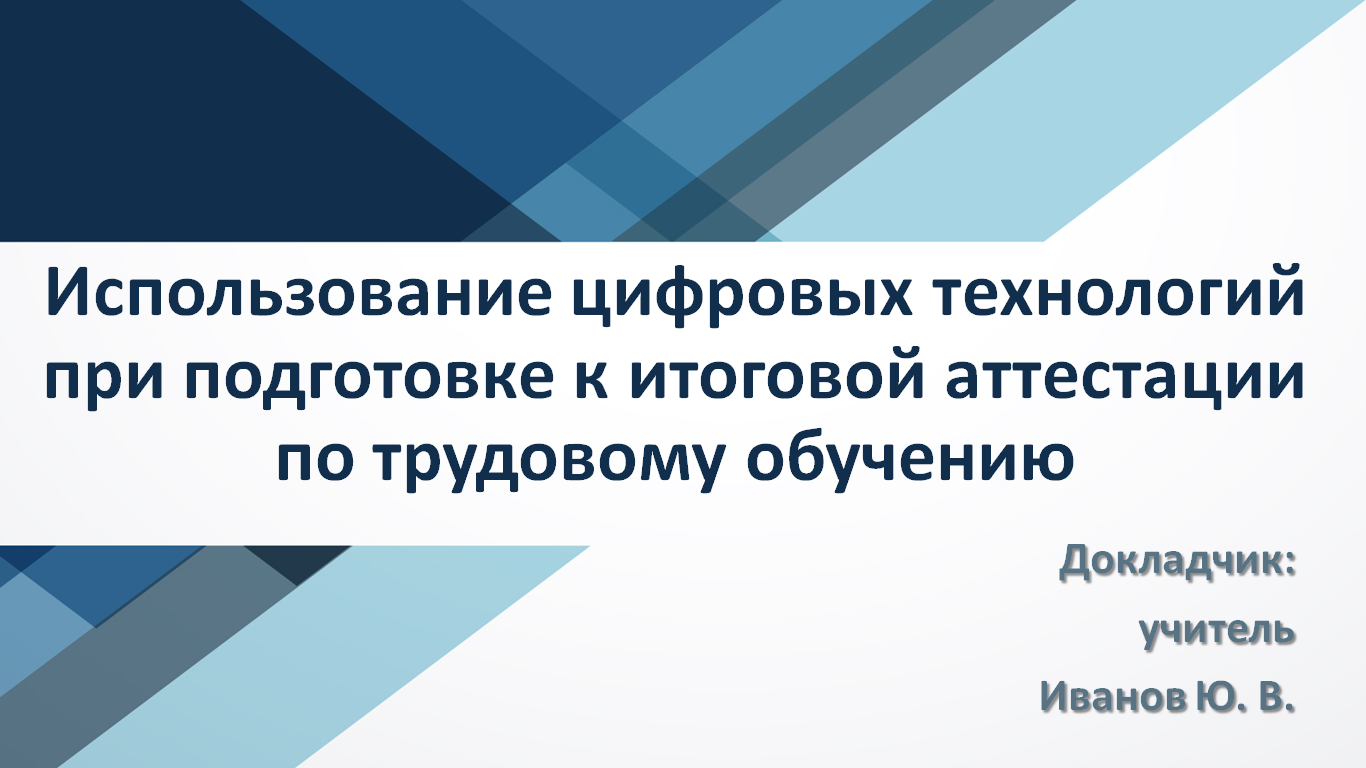 Использование цифровых технологий
при подготовке к итоговой аттестации
по трудовому обучению
Докладчик:
учитель
Иванов Ю. В.